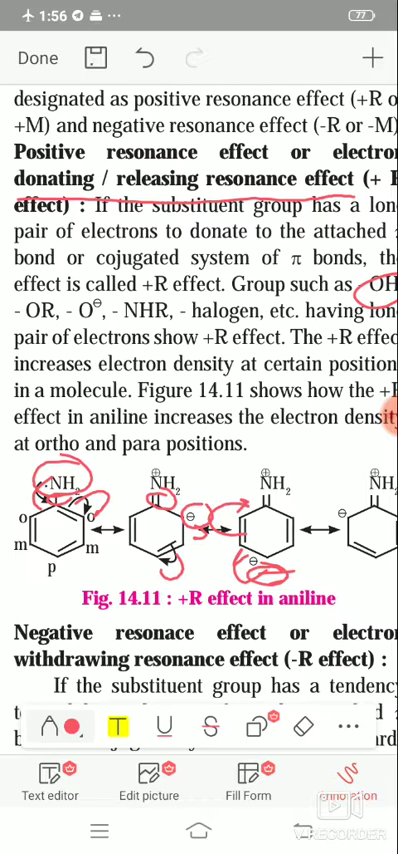 1:56
77
Done
designated as positive resonance effect (+R o
+M) and negative resonance effect (-R or -M)
Positive resonance effect or electro
donating / releasing resonance effect (+
effect) : If the substituent group has a lon
pair of electrons to donate to the attached
bond or cojugated system of π bonds, th
effect is called +R effect. Group such as - OH
- OR, - O⊖, - NHR, - halogen, etc. having lon
pair of electrons show +R effect. The +R effec
increases electron density at certain position
in a molecule. Figure 14.11 shows how the +
effect in aniline increases the electron densit
at ortho and para positions.
:NH2 ⊕ NH2 ⊕ NH2 ⊕ NH
o o ⊖ ⊖
m m ⊖
p
Fig. 14.11 : +R effect in aniline
Negative resonace effect or electro
withdrawing resonance effect (-R effect) :
If the substituent group has a tendenc
T U S
Text editor Edit picture Fill Form
V RECORDER